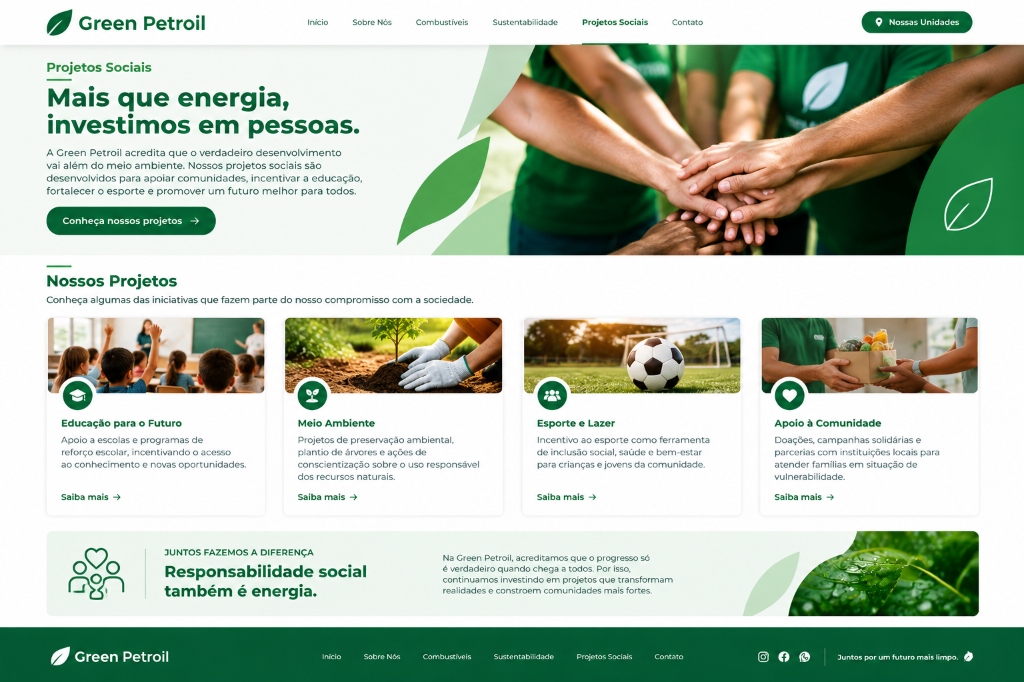 Green Petroil
Início
Sobre Nós
Combustíveis
Sustentabilidade
Projetos Sociais
Contato
Nossas Unidades
Projetos Sociais
Mais que energia,
investimos em pessoas.
A Green Petroil acredita que o verdadeiro desenvolvimento
vai além do meio ambiente. Nossos projetos sociais são
desenvolvidos para apoiar comunidades, incentivar a educação,
fortalecer o esporte e promover um futuro melhor para todos.
Conheça nossos projetos →
Nossos Projetos
Conheça algumas das iniciativas que fazem parte do nosso compromisso com a sociedade.
Educação para o Futuro
Apoio a escolas e programas de
reforço escolar, incentivando o acesso
ao conhecimento e novas oportunidades.
Saiba mais →
Meio Ambiente
Projetos de preservação ambiental,
plantio de árvores e ações de
conscientização sobre o uso responsável
dos recursos naturais.
Saiba mais →
Esporte e Lazer
Incentivo ao esporte como ferramenta
de inclusão social, saúde e bem-estar
para crianças e jovens da comunidade.
Saiba mais →
Apoio à Comunidade
Doações, campanhas solidárias e
parcerias com instituições locais para
atender famílias em situação de
vulnerabilidade.
Saiba mais →
JUNTOS FAZEMOS A DIFERENÇA
Responsabilidade social
também é energia.
Na Green Petroil, acreditamos que o progresso só
é verdadeiro quando chega a todos. Por isso,
continuamos investindo em projetos que transformam
realidades e constroem comunidades mais fortes.
Green Petroil
Início
Sobre Nós
Combustíveis
Sustentabilidade
Projetos Sociais
Contato
Juntos por um futuro mais limpo.